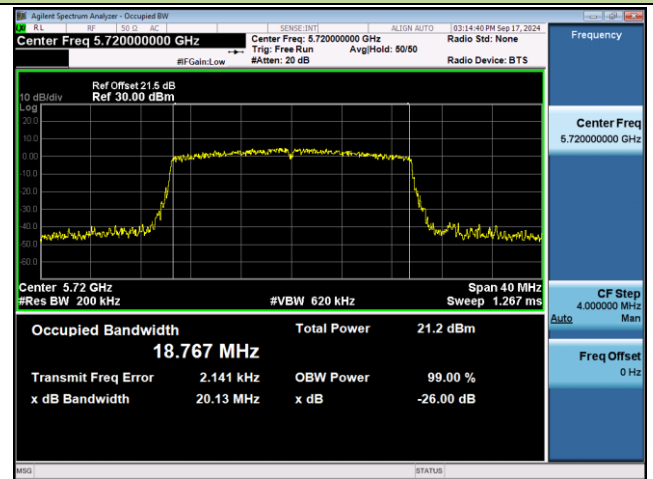 Agilent Spectrum Analyzer - Occupied BW
RL RF 50 Ω AC SENSE:INT ALIGN AUTO 03:14:40 PM Sep 17, 2024
Center Freq 5.720000000 GHz
Center Freq: 5.720000000 GHz Radio Std: None
Trig: Free Run Avg|Hold: 50/50
#IFGain:Low #Atten: 20 dB Radio Device: BTS
Frequency
Ref Offset 21.5 dB
10 dB/div Ref 30.00 dBm
Log
20.0
10.0
0.00
-10.0
-20.0
-30.0
-40.0
-50.0
-60.0
Center 5.72 GHz Span 40 MHz
#Res BW 200 kHz #VBW 620 kHz Sweep 1.267 ms
Center Freq
5.720000000 GHz
CF Step
4.000000 MHz
Auto Man
Freq Offset
0 Hz
Occupied Bandwidth Total Power 21.2 dBm
18.767 MHz
Transmit Freq Error 2.141 kHz OBW Power 99.00 %
x dB Bandwidth 20.13 MHz x dB -26.00 dB
MSG STATUS